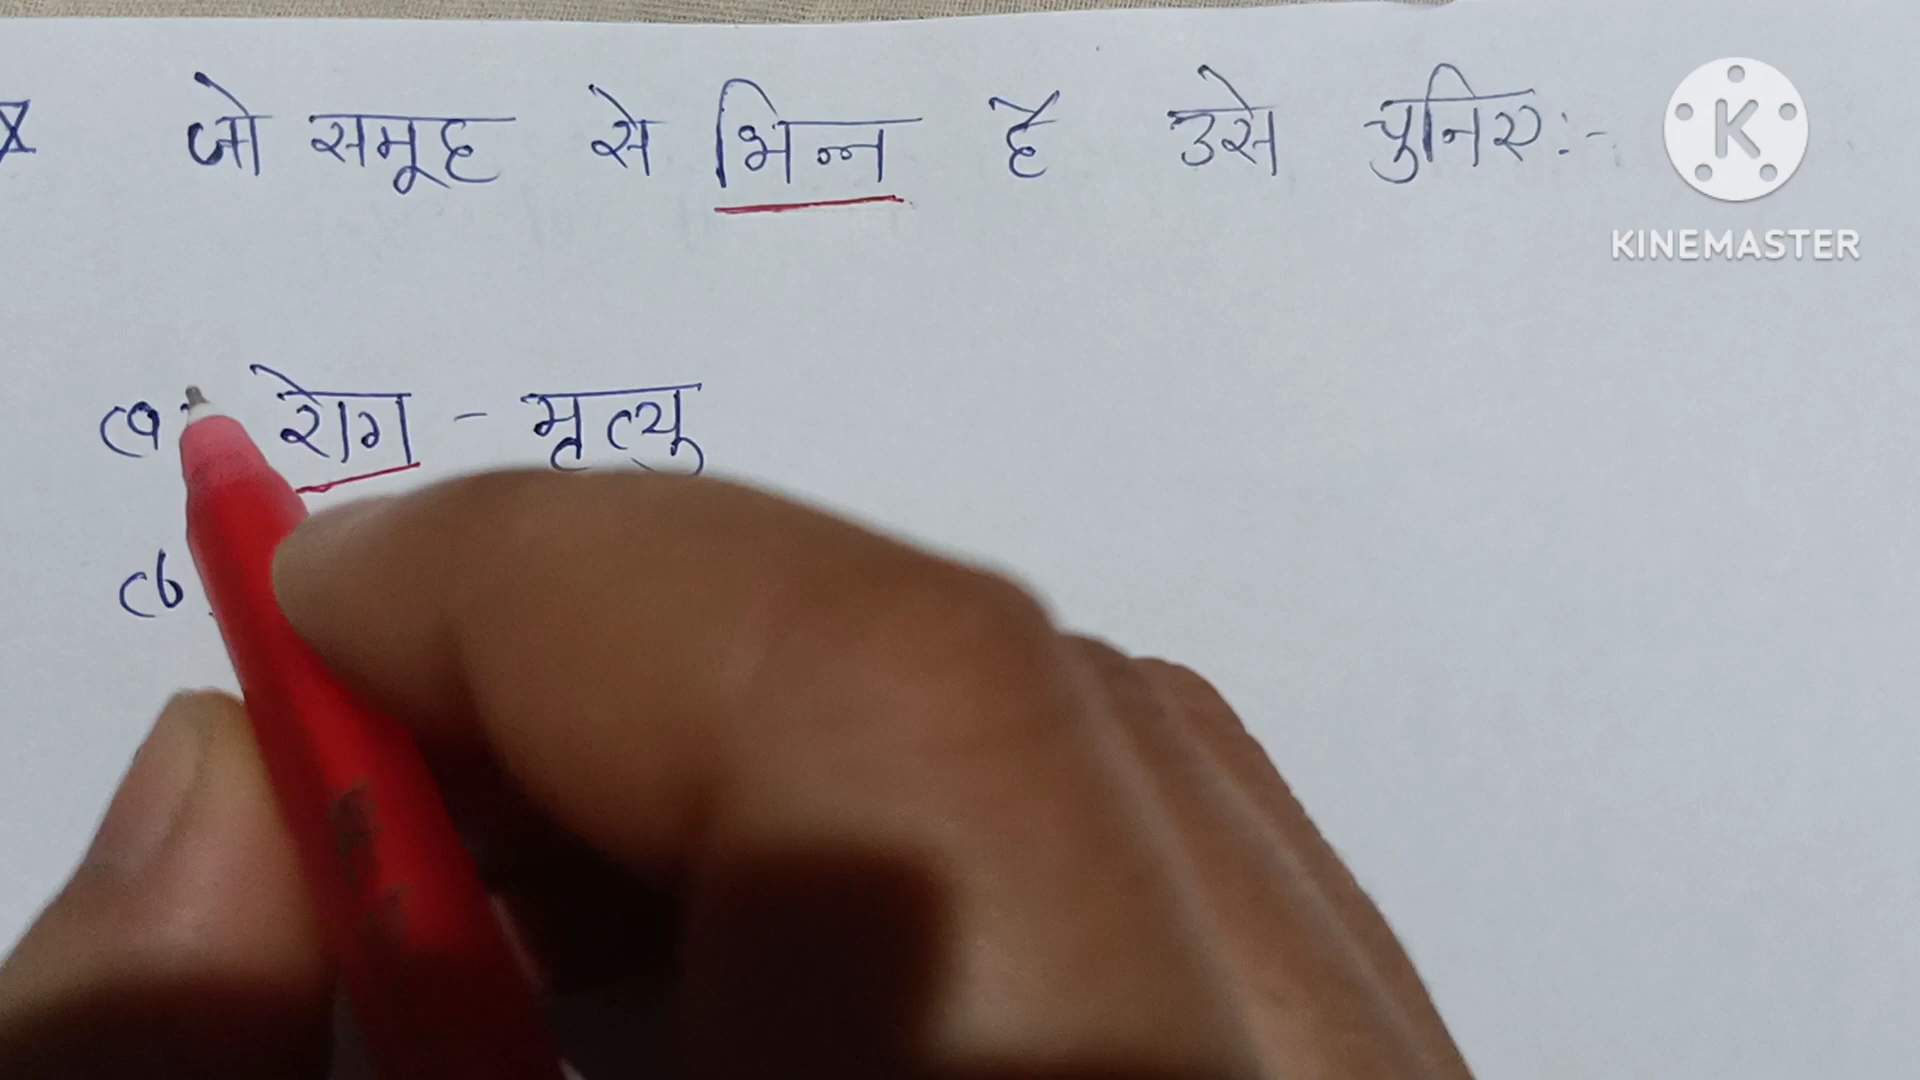 जो समूह से भिन्न है उसे चुनिए:-
KINEMASTER
(a रोग - मृत्यु
(b